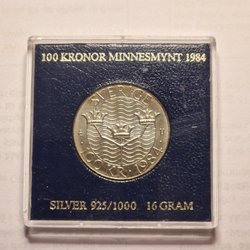 100 KRONOR MINNESMYNT 1984
SVERIGE
100 KR · 1984
SILVER 925/1000 16 GRAM